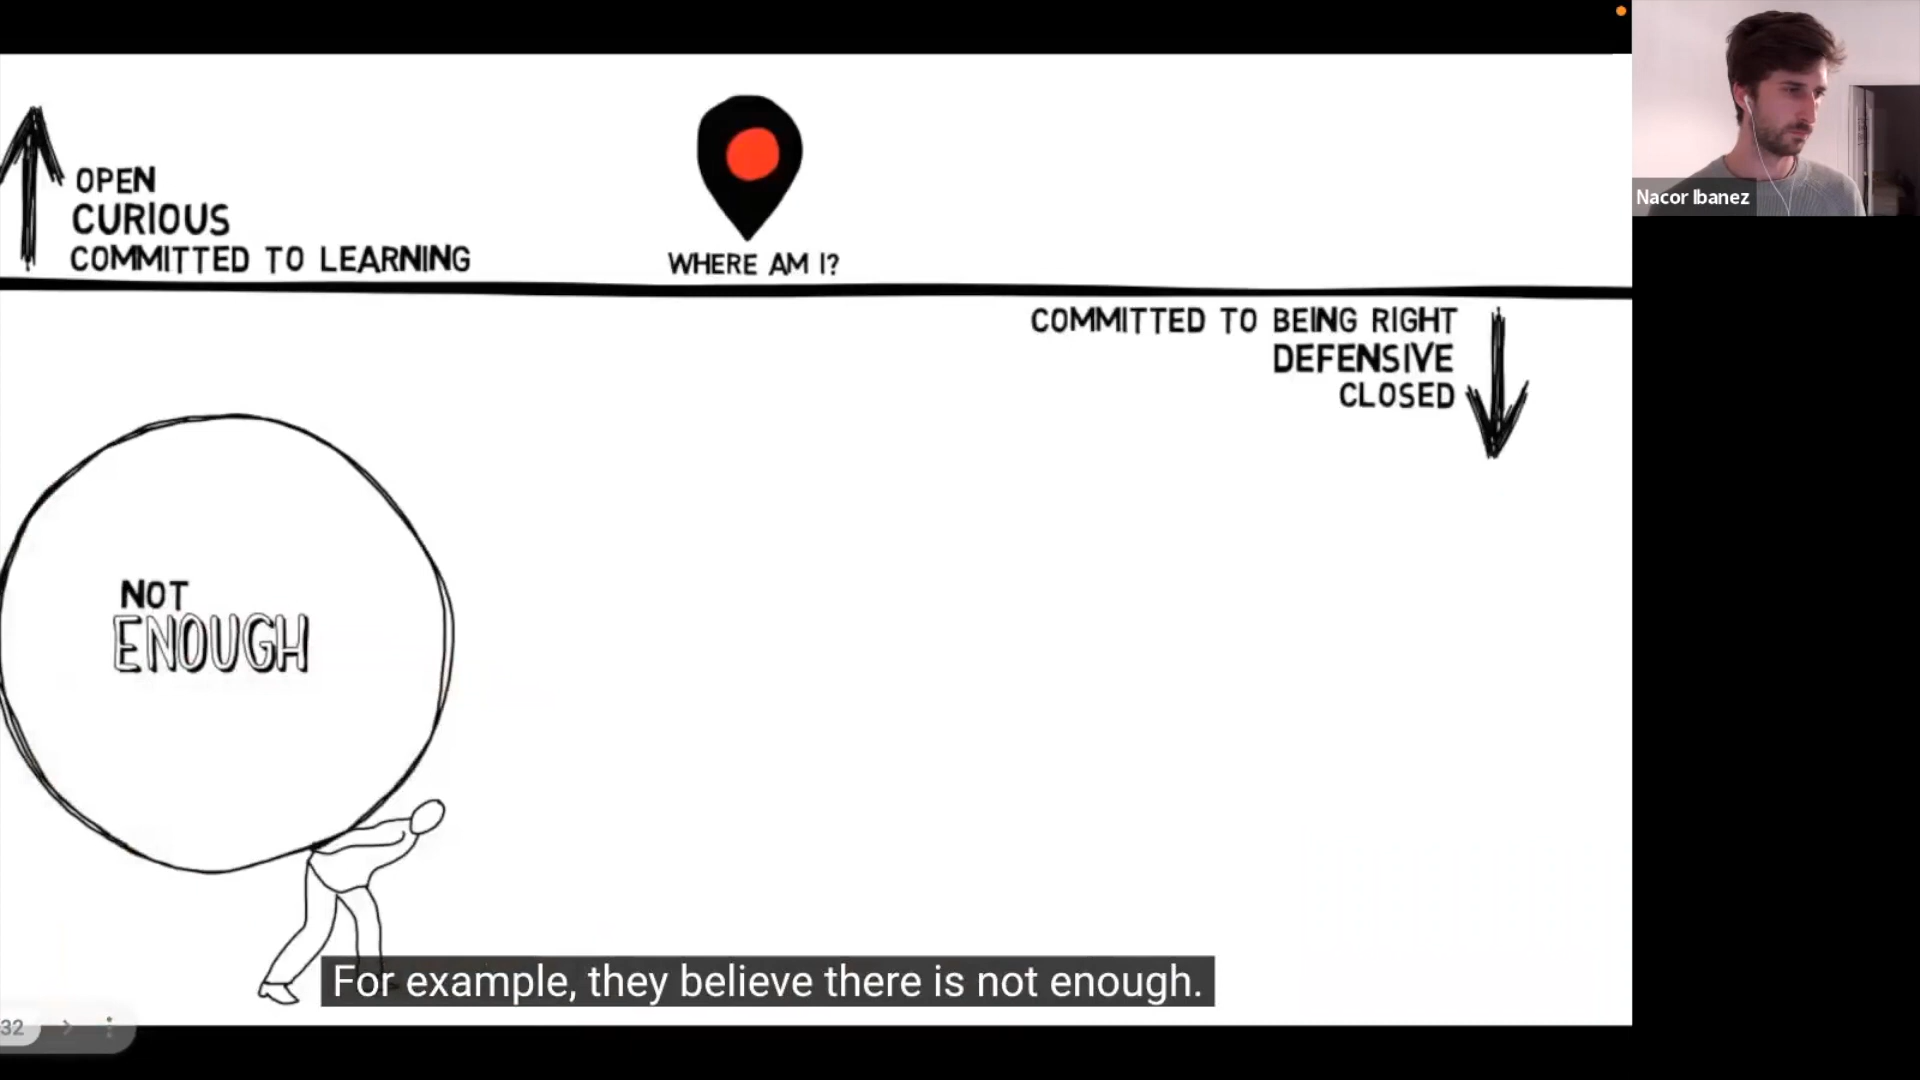 OPEN
CURIOUS
COMMITTED TO LEARNING
WHERE AM I?
COMMITTED TO BEING RIGHT
DEFENSIVE
CLOSED
NOT
ENOUGH
For example, they believe there is not enough.
32
Nacor Ibanez